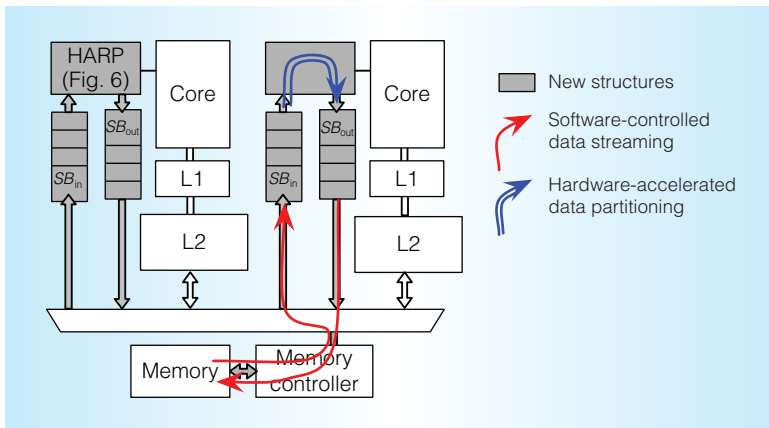 HARP
(Fig. 6)
Core
SBout
SBin
L1
L2
Core
SBout
SBin
L1
L2
Memory
Memory
controller
New structures
Software-controlled
data streaming
Hardware-accelerated
data partitioning